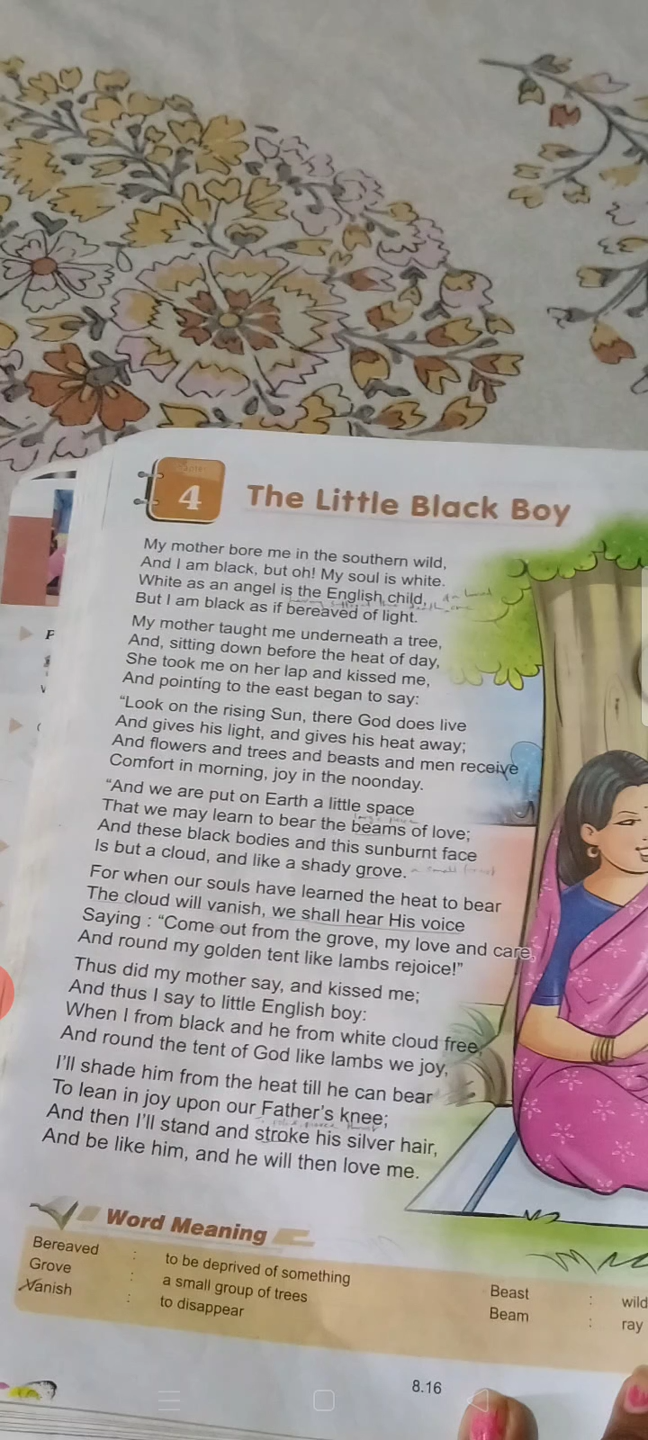 4
The Little Black Boy
My mother bore me in the southern wild,
And I am black, but oh! My soul is white.
White as an angel is the English child,
But I am black as if bereaved of light.
My mother taught me underneath a tree,
And, sitting down before the heat of day,
She took me on her lap and kissed me,
And pointing to the east began to say:
“Look on the rising Sun, there God does live
And gives his light, and gives his heat away;
And flowers and trees and beasts and men receive
Comfort in morning, joy in the noonday.
“And we are put on Earth a little space
That we may learn to bear the beams of love;
And these black bodies and this sunburnt face
Is but a cloud, and like a shady grove.
For when our souls have learned the heat to bear
The cloud will vanish, we shall hear His voice
Saying : “Come out from the grove, my love and care,
And round my golden tent like lambs rejoice!”
Thus did my mother say, and kissed me;
And thus I say to little English boy:
When I from black and he from white cloud free,
And round the tent of God like lambs we joy,
I’ll shade him from the heat till he can bear
To lean in joy upon our Father’s knee;
And then I’ll stand and stroke his silver hair,
And be like him, and he will then love me.
Word Meaning
Bereaved : to be deprived of something
Grove : a small group of trees
Vanish : to disappear
Beast : wild
Beam : ray
8.16